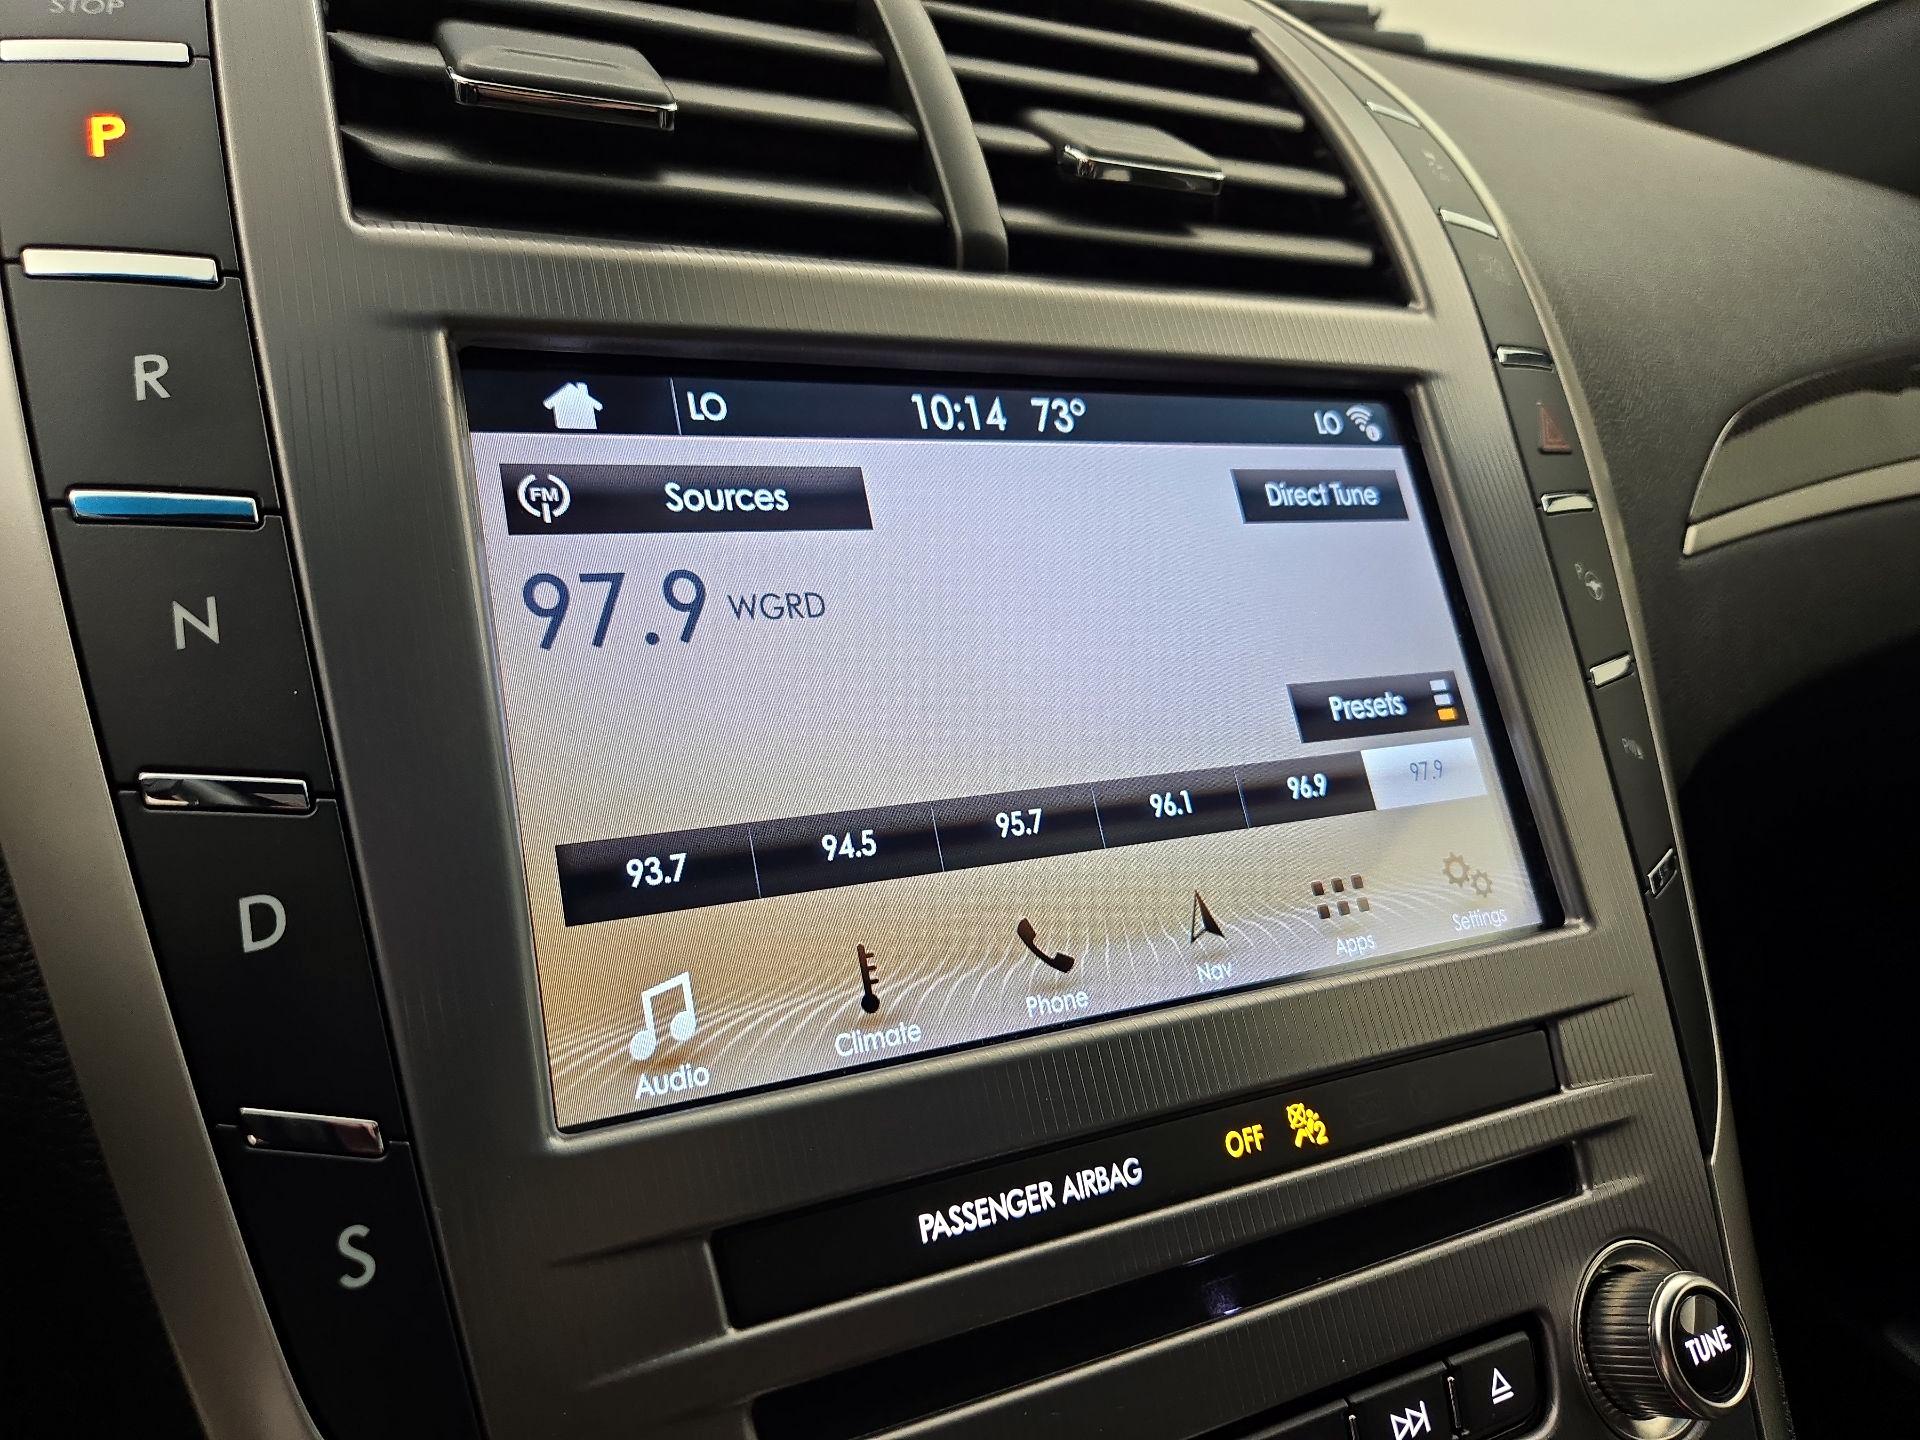 STOP
P
R
N
D
S
LO 10:14 73° LO
FM Sources Direct Tune
97.9 WGRD
Presets
93.7 94.5 95.7 96.1 96.9 97.9
Audio Climate Phone Nav Apps Settings
PASSENGER AIRBAG OFF 2
TUNE